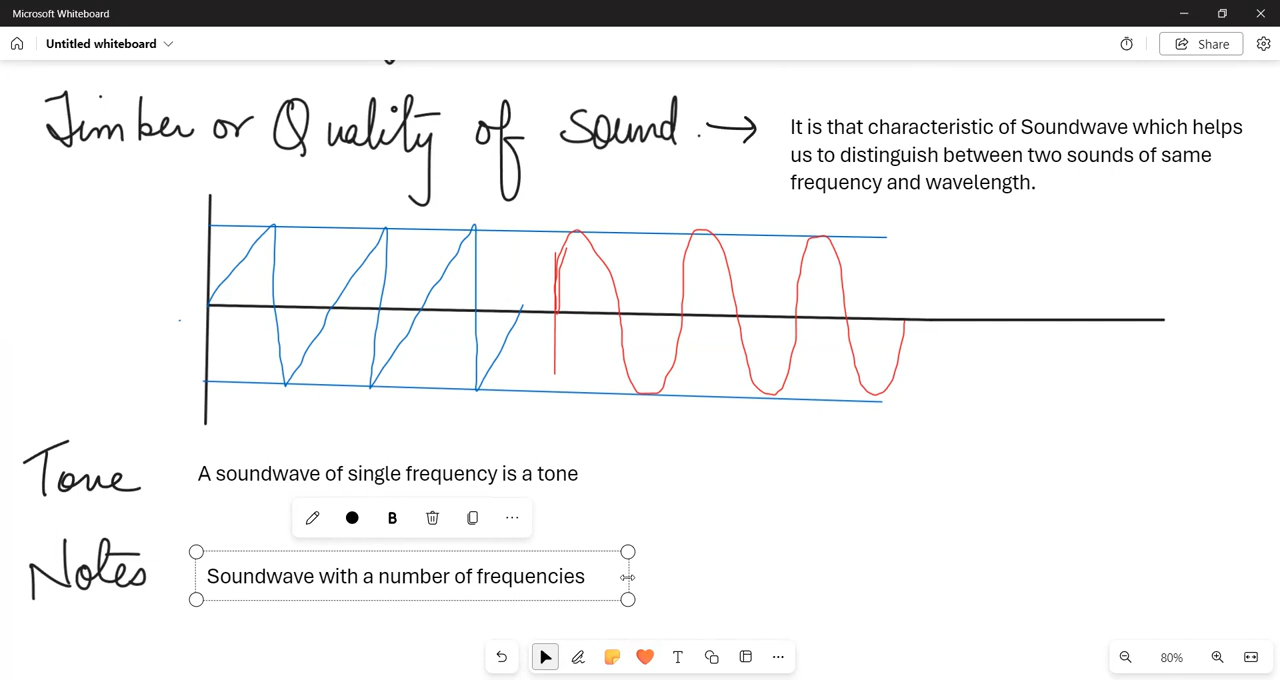 Microsoft Whiteboard
Untitled whiteboard
Share
Timber or Quality of sound. →
It is that characteristic of Soundwave which helps
us to distinguish between two sounds of same
frequency and wavelength.
Tone
A soundwave of single frequency is a tone
B
Notes
Soundwave with a number of frequencies
T
80%